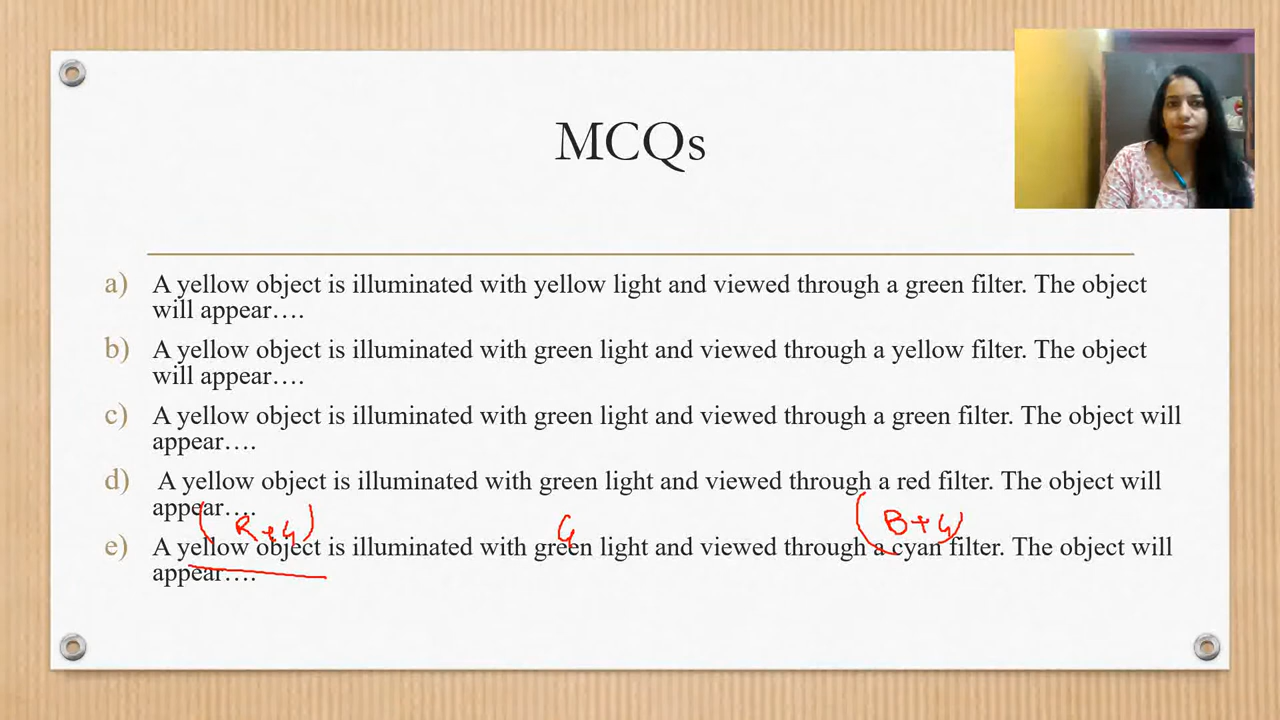 MCQs
a) A yellow object is illuminated with yellow light and viewed through a green filter. The object
will appear….
b) A yellow object is illuminated with green light and viewed through a yellow filter. The object
will appear….
c) A yellow object is illuminated with green light and viewed through a green filter. The object will
appear….
d) A yellow object is illuminated with green light and viewed through a red filter. The object will
appear….
(R+G) G (B+G)
e) A yellow object is illuminated with green light and viewed through a cyan filter. The object will
appear….